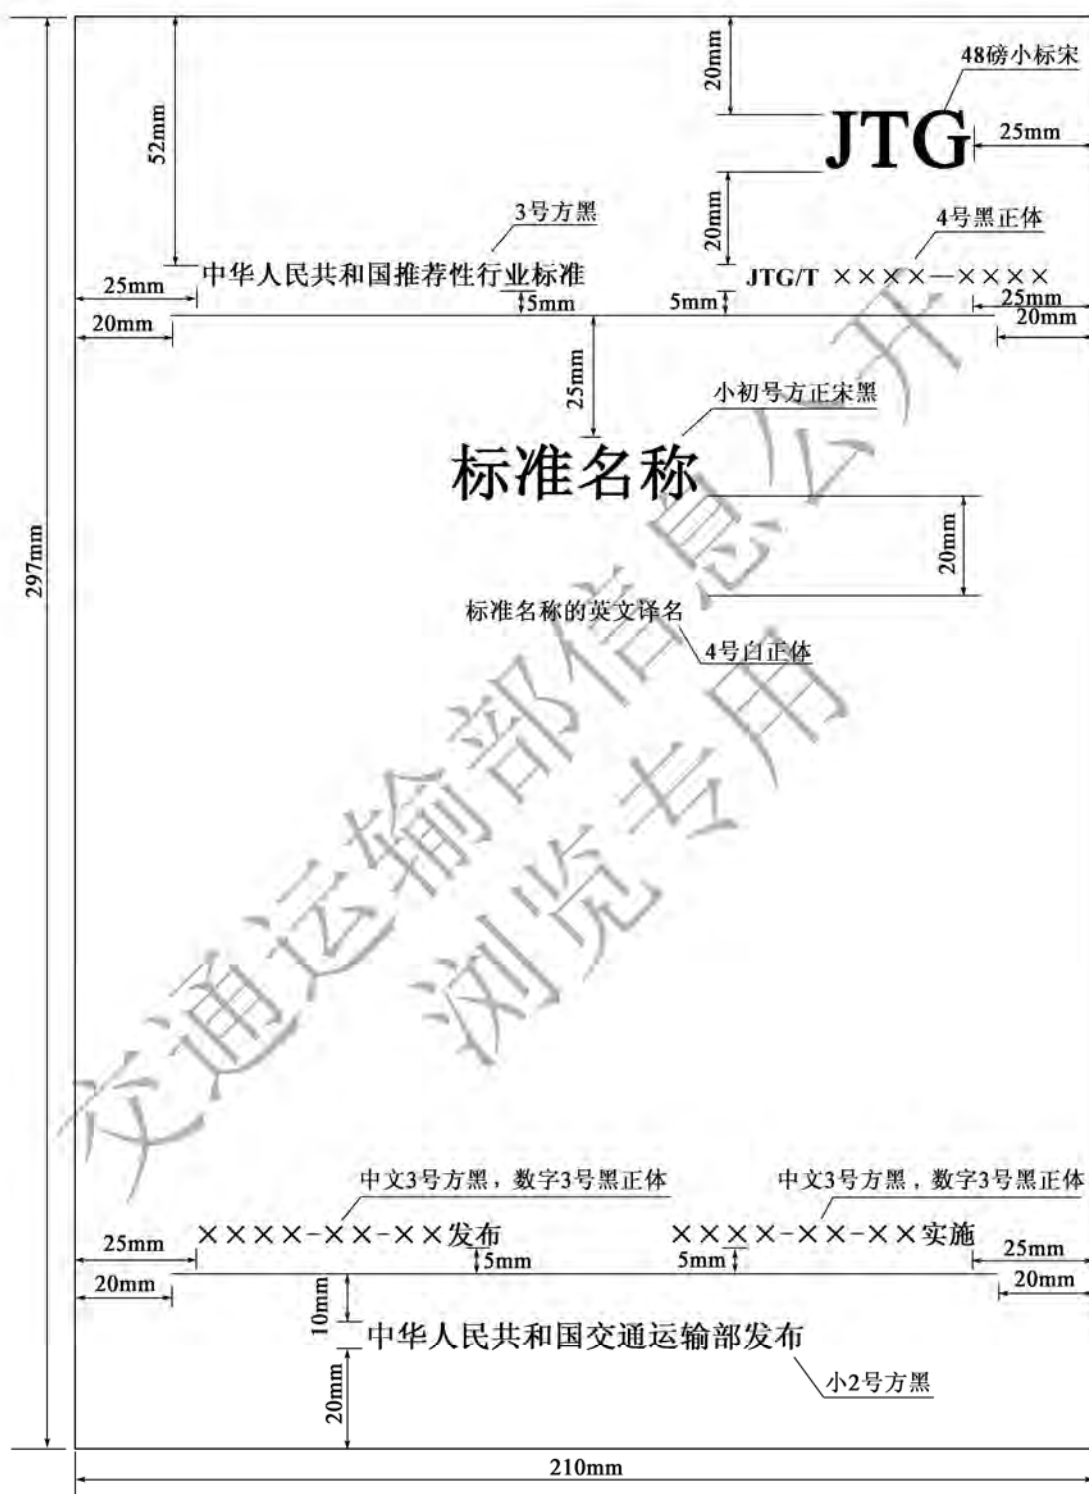 48磅小标宋
20mm
JTG
25mm
52mm
3号方黑
20mm
4号黑正体
中华人民共和国推荐性行业标准
JTG/T ××××—××××
25mm
5mm
5mm
25mm
20mm
20mm
25mm
小初号方正宋黑
标准名称
20mm
297mm
标准名称的英文译名
4号白正体
交通运输部信息公开
浏览专用
中文3号方黑，数字3号黑正体
中文3号方黑，数字3号黑正体
××××-××-××发布
××××-××-××实施
25mm
5mm
5mm
25mm
20mm
20mm
10mm
中华人民共和国交通运输部发布
小2号方黑
20mm
210mm